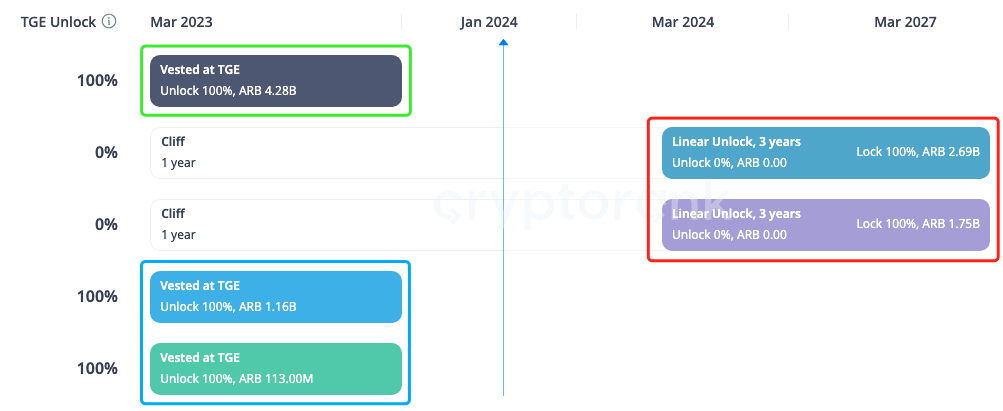 TGE Unlock Mar 2023 Jan 2024 Mar 2024 Mar 2027
100% Vested at TGE
Unlock 100%, ARB 4.28B
0% Cliff
1 year
Linear Unlock, 3 years
Unlock 0%, ARB 0.00
Lock 100%, ARB 2.69B
cryptorank
0% Cliff
1 year
Linear Unlock, 3 years
Unlock 0%, ARB 0.00
Lock 100%, ARB 1.75B
100% Vested at TGE
Unlock 100%, ARB 1.16B
100% Vested at TGE
Unlock 100%, ARB 113.00M